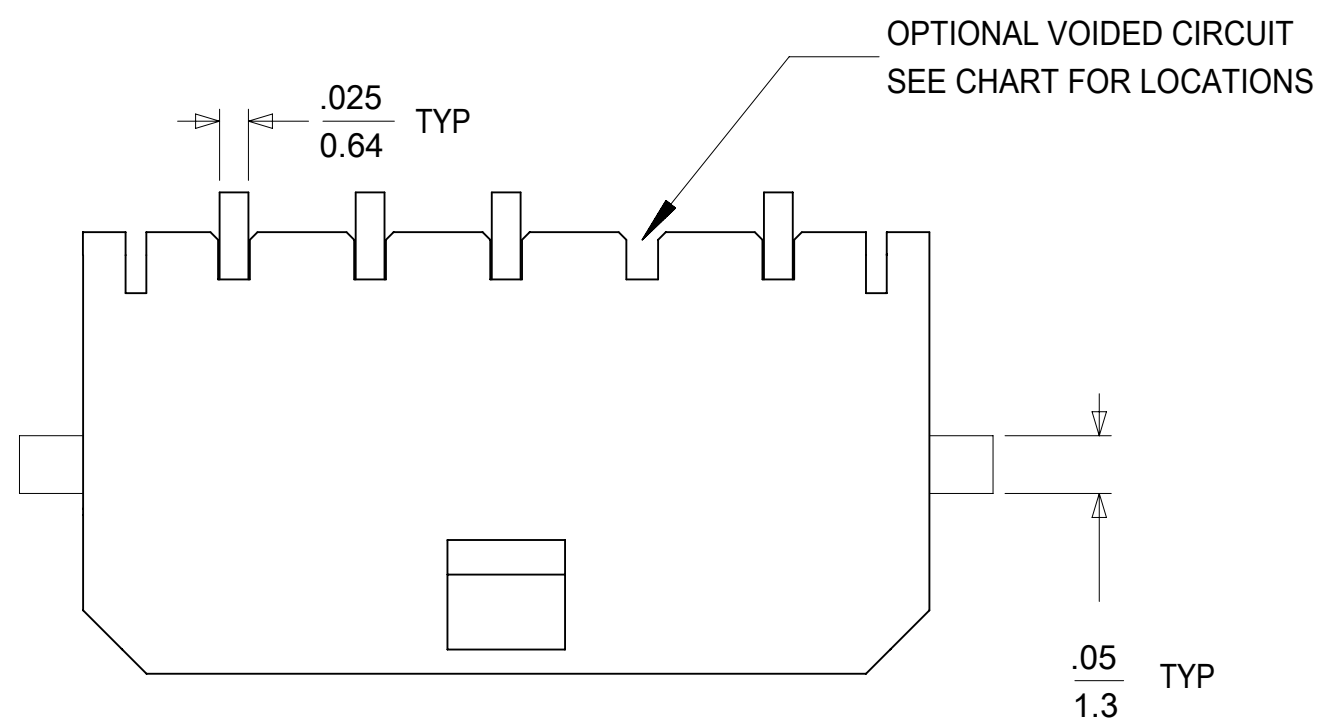 OPTIONAL VOIDED CIRCUIT
SEE CHART FOR LOCATIONS
.025
0.64
TYP
.05
1.3
TYP